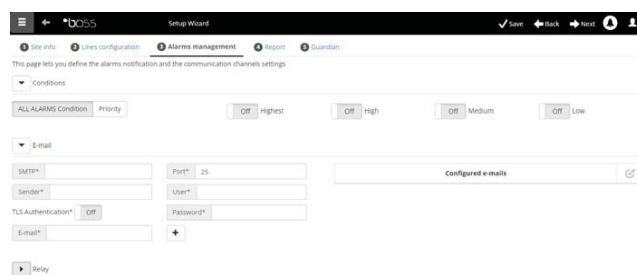 boss Setup Wizard Save Back Next
1 Site info 2 Lines configuration 3 Alarms management 4 Report 5 Guardian
This page lets you define the alarms notification and the communication channels settings
Conditions
ALL ALARMS Condition Priority Off Highest Off High Off Medium Off Low
E-mail
SMTP* Port* 25 Configured e-mails
Sender* User*
TLS Authentication* Off Password*
E-mail* +
Relay